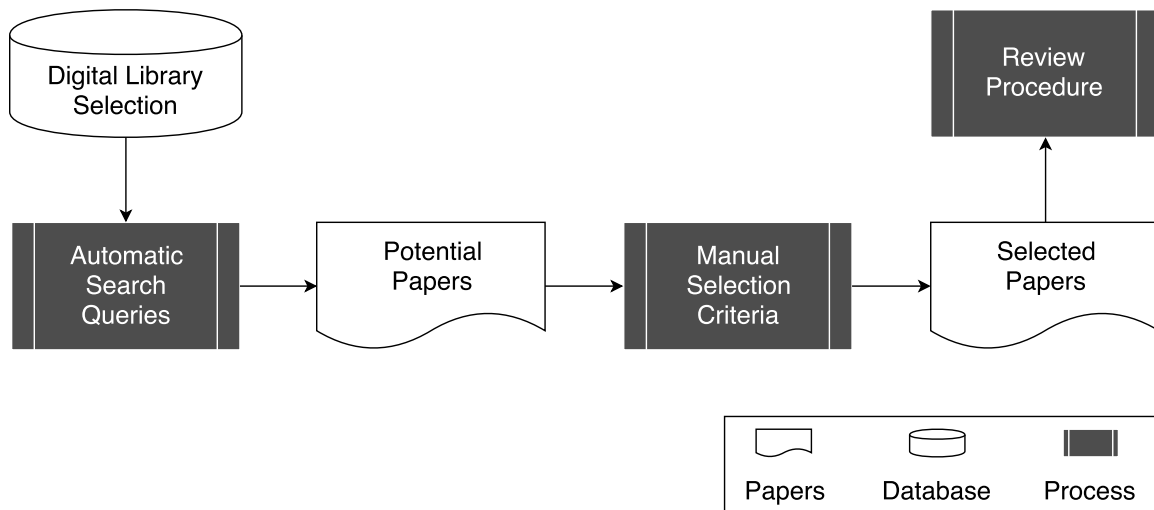 Digital Library
Selection
Review
Procedure
Automatic
Search
Queries
Potential
Papers
Manual
Selection
Criteria
Selected
Papers
Papers
Database
Process